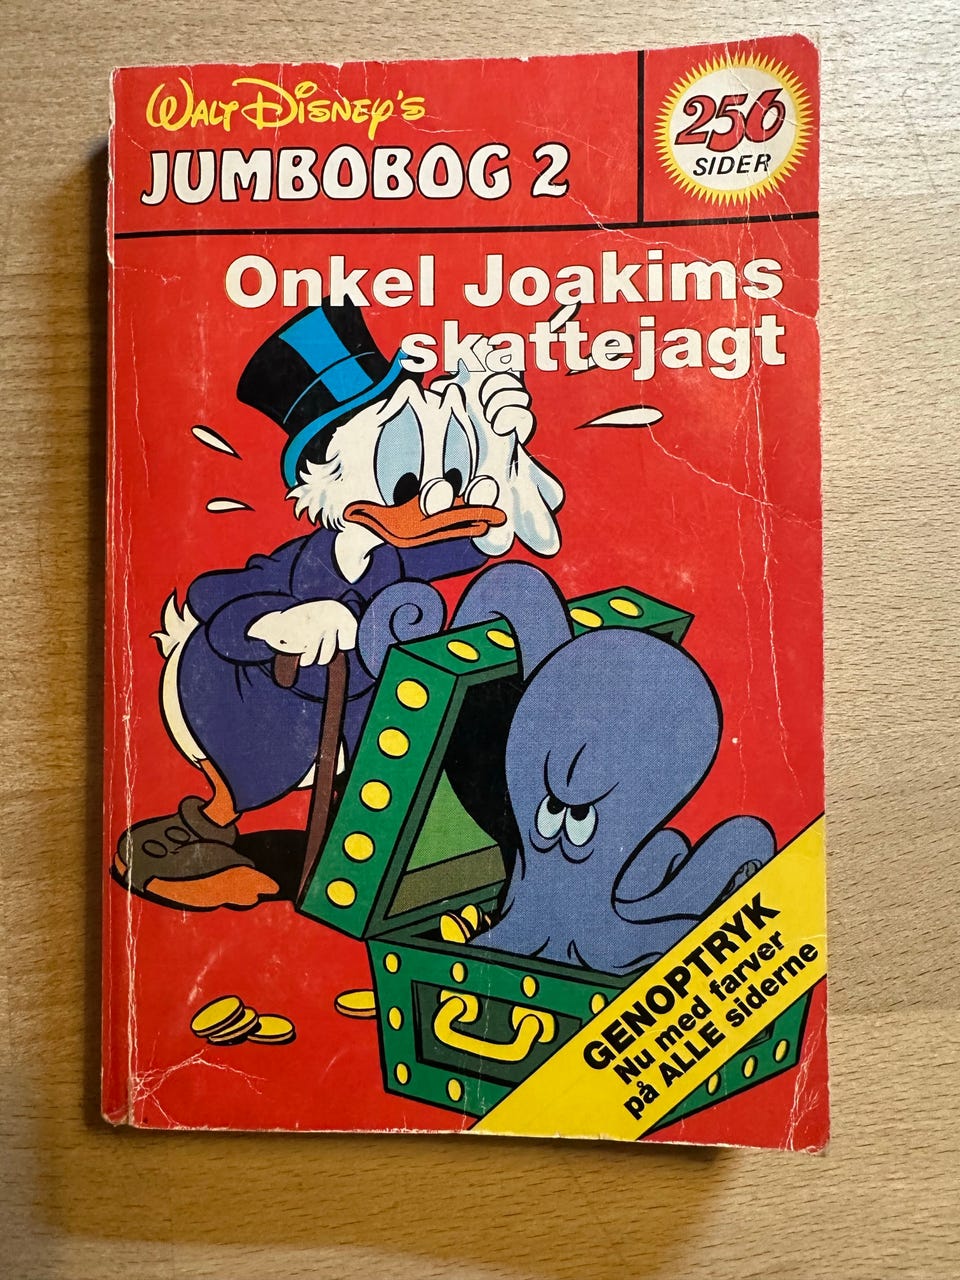 WALT DISNEY'S
JUMBOBOG 2
256
SIDER
Onkel Joakims
skattejagt
GENOPTRYK
Nu med farver
på ALLE siderne